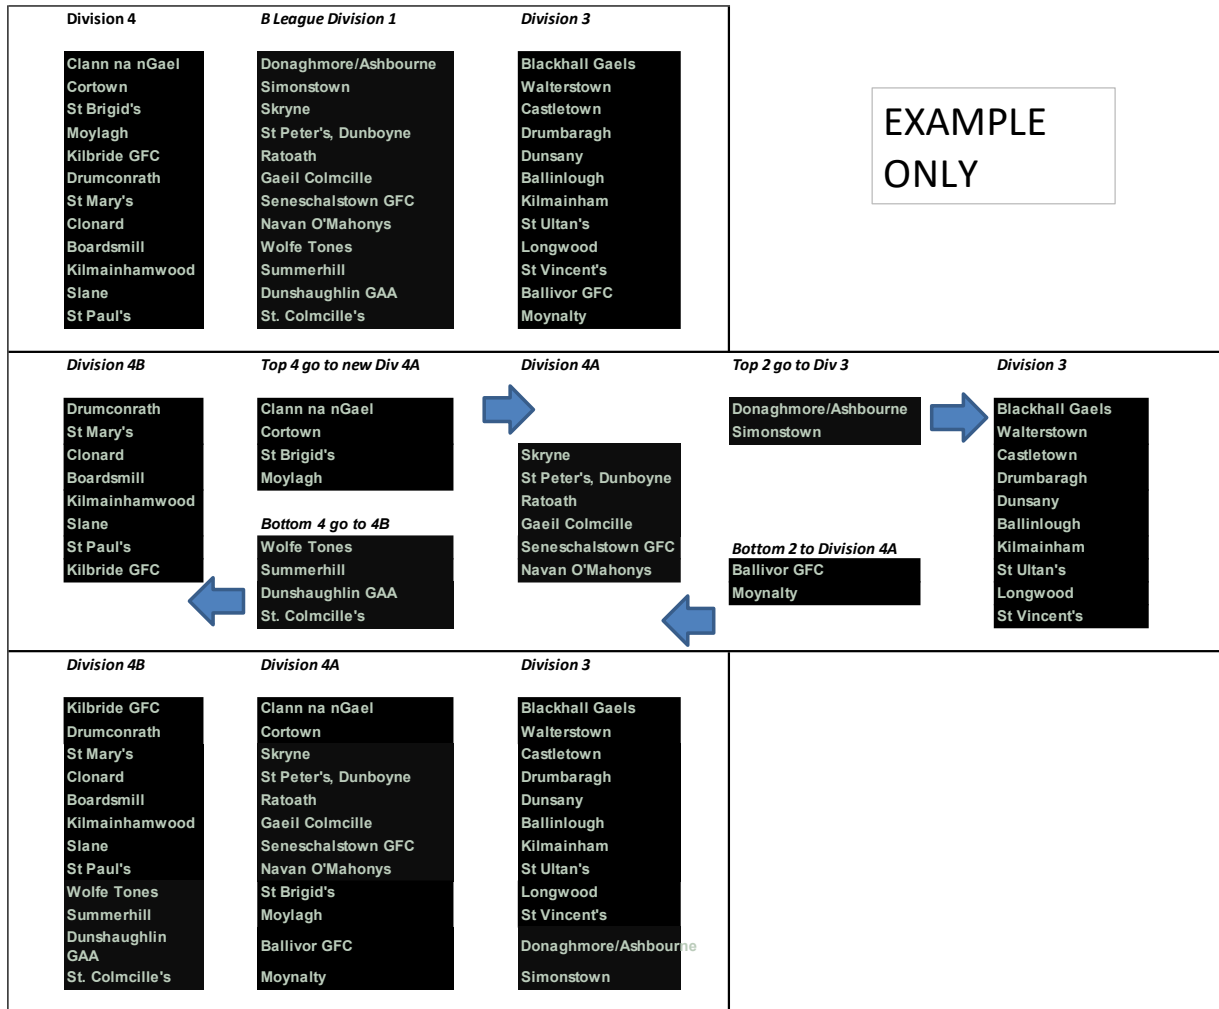 Division 4 B League Division 1 Division 3
Clann na nGael Donaghmore/Ashbourne Blackhall Gaels
Cortown Simonstown Walterstown
St Brigid's Skryne Castletown
Moylagh St Peter's, Dunboyne Drumbaragh
Kilbride GFC Ratoath Dunsany
Drumconrath Gaeil Colmcille Ballinlough
St Mary's Seneschalstown GFC Kilmainham
Clonard Navan O'Mahonys St Ultan's
Boardsmill Wolfe Tones Longwood
Kilmainhamwood Summerhill St Vincent's
Slane Dunshaughlin GAA Ballivor GFC
St Paul's St. Colmcille's Moynalty
EXAMPLE
ONLY
Division 4B Top 4 go to new Div 4A Division 4A Top 2 go to Div 3 Division 3
Drumconrath Clann na nGael Donaghmore/Ashbourne Blackhall Gaels
St Mary's Cortown Simonstown Walterstown
Clonard St Brigid's Skryne Castletown
Boardsmill Moylagh St Peter's, Dunboyne Drumbaragh
Kilmainhamwood Ratoath Dunsany
Slane Bottom 4 go to 4B Gaeil Colmcille Ballinlough
St Paul's Wolfe Tones Seneschalstown GFC Bottom 2 to Division 4A Kilmainham
Kilbride GFC Summerhill Navan O'Mahonys Ballivor GFC St Ultan's
Dunshaughlin GAA Moynalty Longwood
St. Colmcille's St Vincent's
Division 4B Division 4A Division 3
Kilbride GFC Clann na nGael Blackhall Gaels
Drumconrath Cortown Walterstown
St Mary's Skryne Castletown
Clonard St Peter's, Dunboyne Drumbaragh
Boardsmill Ratoath Dunsany
Kilmainhamwood Gaeil Colmcille Ballinlough
Slane Seneschalstown GFC Kilmainham
St Paul's Navan O'Mahonys St Ultan's
Wolfe Tones St Brigid's Longwood
Summerhill Moylagh St Vincent's
Dunshaughlin
GAA Ballivor GFC Donaghmore/Ashbourne
St. Colmcille's Moynalty Simonstown